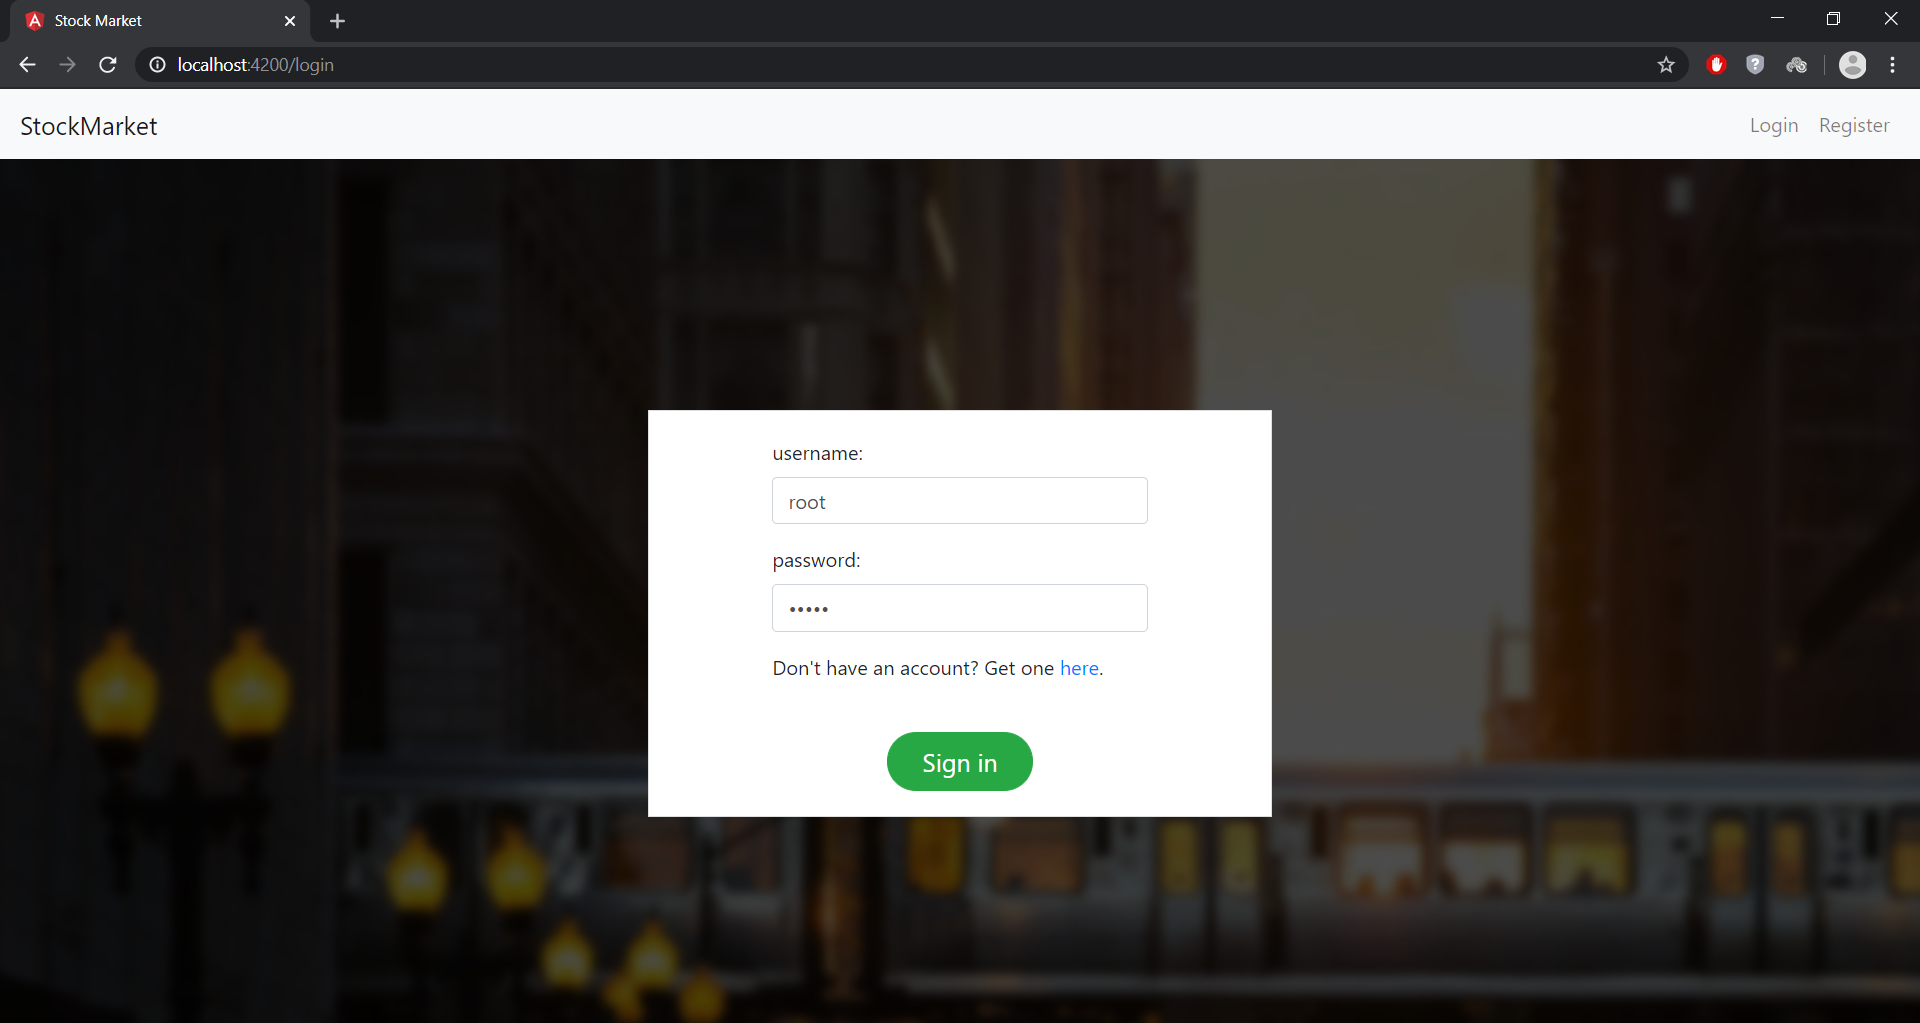 Stock Market
localhost:4200/login
StockMarket
Login Register
username:
root
password:
•••••
Don't have an account? Get one here.
Sign in